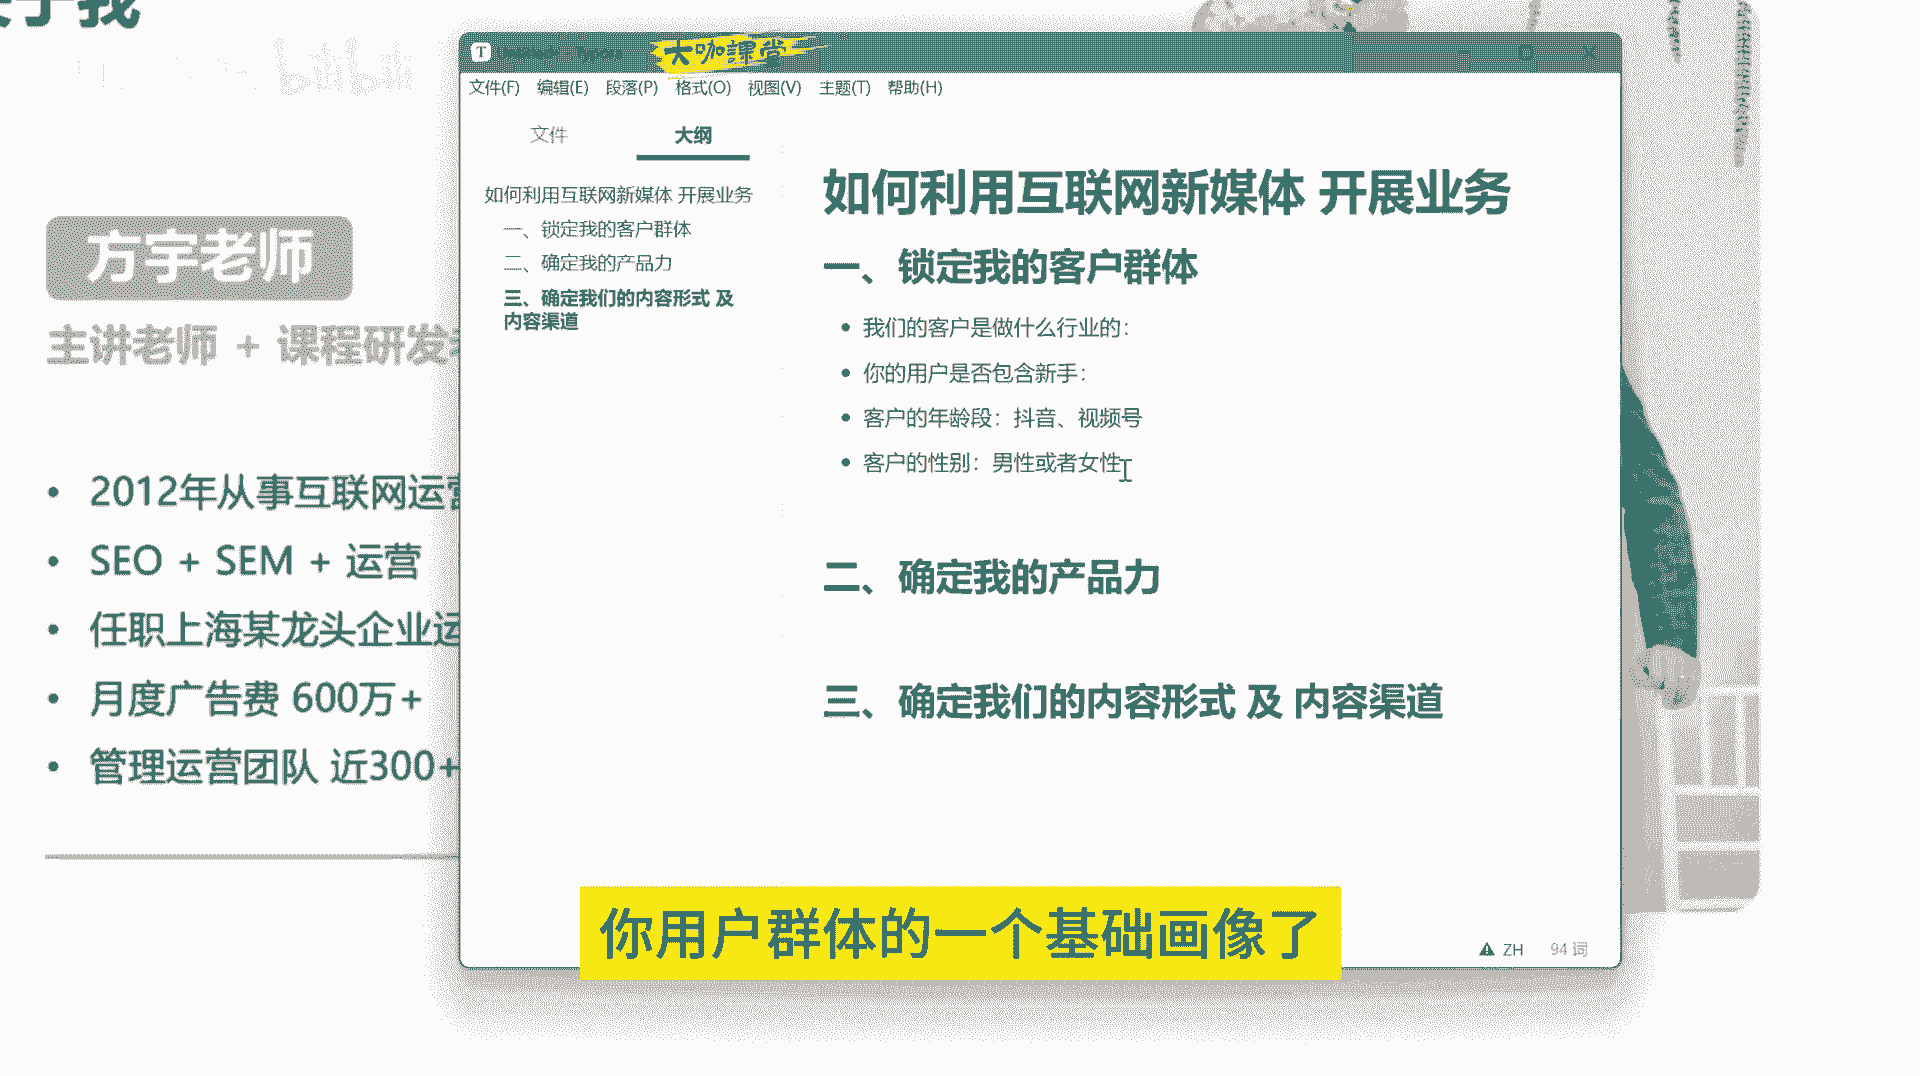 于我
bilibili
方宇老师
主讲老师 + 课程研发
2012年从事互联网运营
SEO + SEM + 运营
任职上海某龙头企业运
月度广告费 600万+
管理运营团队 近300+
T
大咖課堂
文件(F) 编辑(E) 段落(P) 格式(O) 视图(V) 主题(T) 帮助(H)
文件 大纲
如何利用互联网新媒体 开展业务
一、锁定我的客户群体
二、确定我的产品力
三、确定我们的内容形式 及
内容渠道
如何利用互联网新媒体 开展业务
一、锁定我的客户群体
我们的客户是做什么行业的：
你的用户是否包含新手：
客户的年龄段：抖音、视频号
客户的性别：男性或者女性
二、确定我的产品力
三、确定我们的内容形式 及 内容渠道
ZH 94 词
你用户群体的一个基础画像了